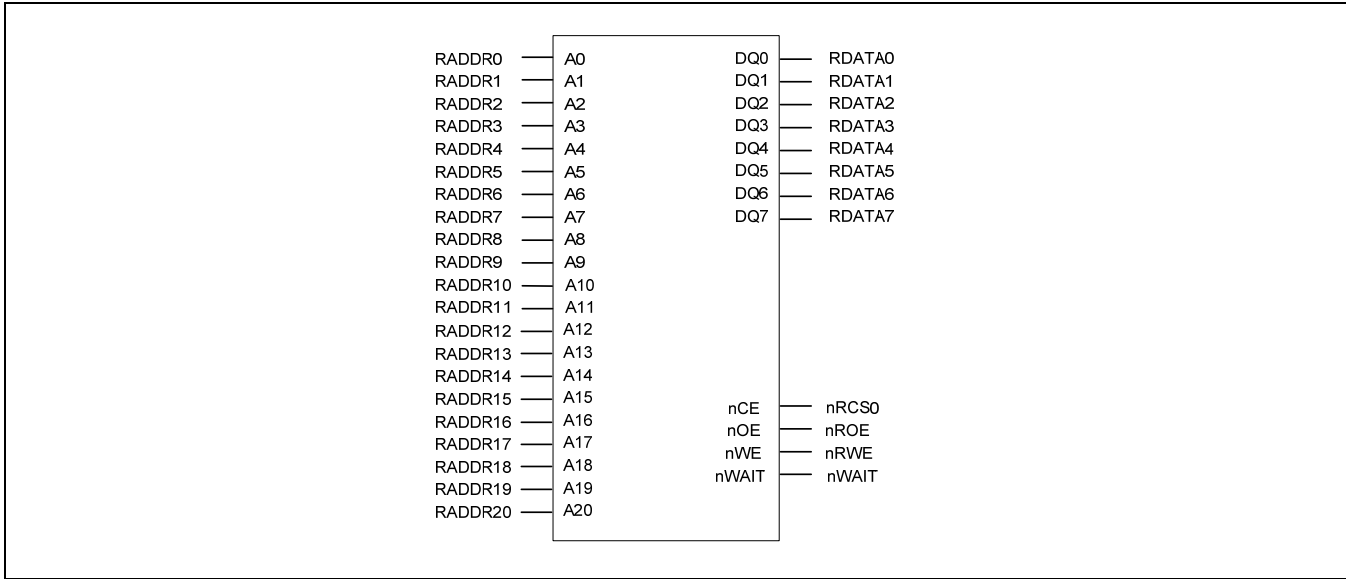 RADDR0 A0 DQ0 RDATA0
RADDR1 A1 DQ1 RDATA1
RADDR2 A2 DQ2 RDATA2
RADDR3 A3 DQ3 RDATA3
RADDR4 A4 DQ4 RDATA4
RADDR5 A5 DQ5 RDATA5
RADDR6 A6 DQ6 RDATA6
RADDR7 A7 DQ7 RDATA7
RADDR8 A8
RADDR9 A9
RADDR10 A10
RADDR11 A11
RADDR12 A12
RADDR13 A13
RADDR14 A14
RADDR15 A15 nCE nRCS0
RADDR16 A16 nOE nROE
RADDR17 A17 nWE nRWE
RADDR18 A18 nWAIT nWAIT
RADDR19 A19
RADDR20 A20